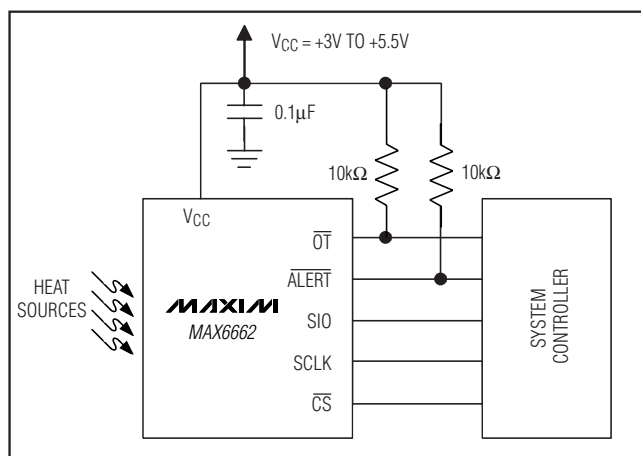 VCC = +3V TO +5.5V
0.1μF
10kΩ
10kΩ
VCC
OT
ALERT
SIO
SCLK
CS
HEAT
SOURCES
MAXIM
MAX6662
SYSTEM
CONTROLLER